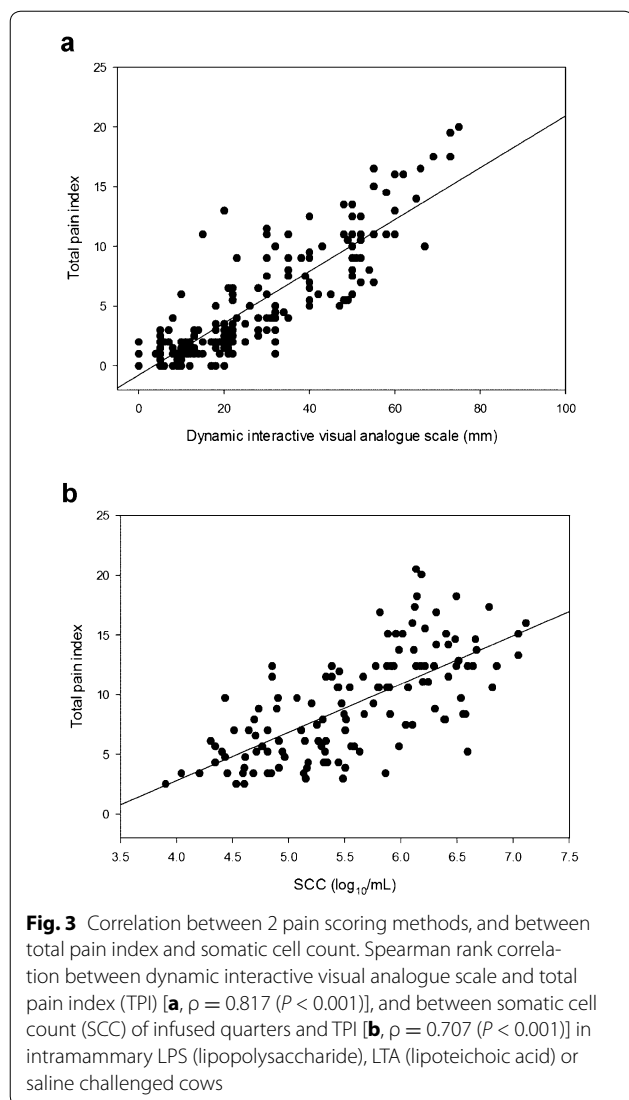 a
25
20
15
10
5
0
Total pain index
0 20 40 60 80 100
Dynamic interactive visual analogue scale (mm)
b
25
20
15
10
5
0
Total pain index
3.5 4.0 4.5 5.0 5.5 6.0 6.5 7.0 7.5
SCC (log₁₀/mL)
Fig. 3 Correlation between 2 pain scoring methods, and between
total pain index and somatic cell count. Spearman rank correla-
tion between dynamic interactive visual analogue scale and total
pain index (TPI) [a, ρ = 0.817 (P < 0.001)], and between somatic cell
count (SCC) of infused quarters and TPI [b, ρ = 0.707 (P < 0.001)] in
intramammary LPS (lipopolysaccharide), LTA (lipoteichoic acid) or
saline challenged cows